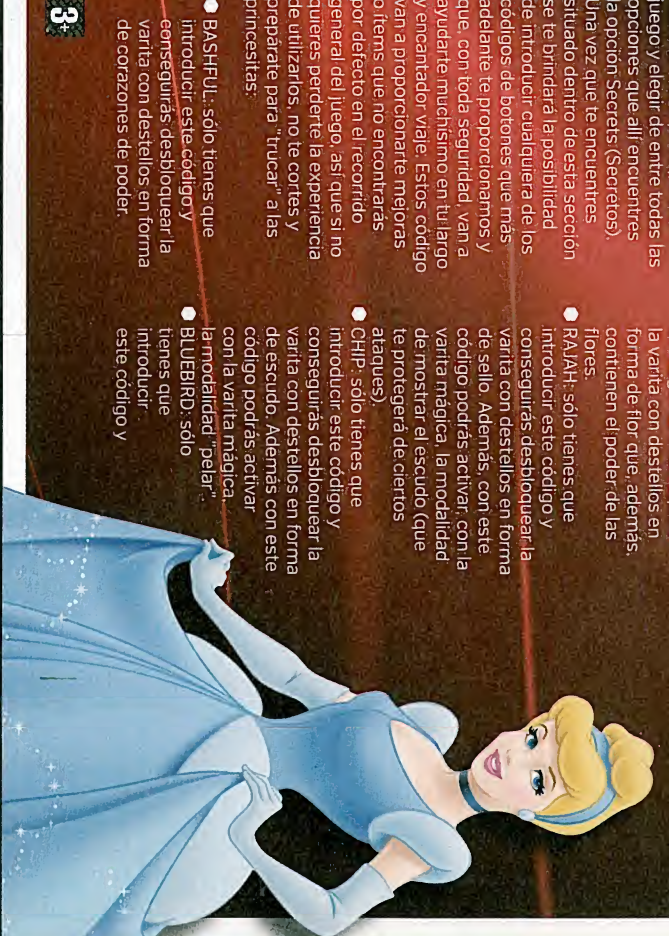 juego y elegir de entre todas las
opciones que allí encuentres
la opción Secrets (Secretos).
Una vez que te encuentres
situado dentro de esta sección
se te brindará la posibilidad
de introducir cualquiera de los
códigos de botones que más
adelante te proporcionamos y
que, con toda seguridad, van a
ayudarte muchísimo en tu largo
y encantador viaje. Estos código
van a proporcionarte mejoras
o ítems que no encontrarás
por defecto en el recorrido
general del juego, así que si no
quieres perderte la experiencia
de utilizarlos, no te cortes y
prepárate para "trucar" a las
princesitas:
BASHFUL: sólo tienes que
introducir este código y
conseguirás desbloquear la
varita con destellos en forma
de corazones de poder.
la varita con destellos en
forma de flor que, además,
contienen el poder de las
flores.
RAJAH: sólo tienes que
introducir este código y
conseguirás desbloquear la
varita con destellos en forma
de sello. Además, con este
código podrás activar, con la
varita mágica, la modalidad
de mostrar el escudo (que
te protegerá de ciertos
ataques).
CHIP: sólo tienes que
introducir este código y
conseguirás desbloquear la
varita con destellos en forma
de escudo. Además con este
código podrás activar
con la varita mágica
la modalidad "pelar".
BLUEBIRD: sólo
tienes que
introducir
este código y
3+